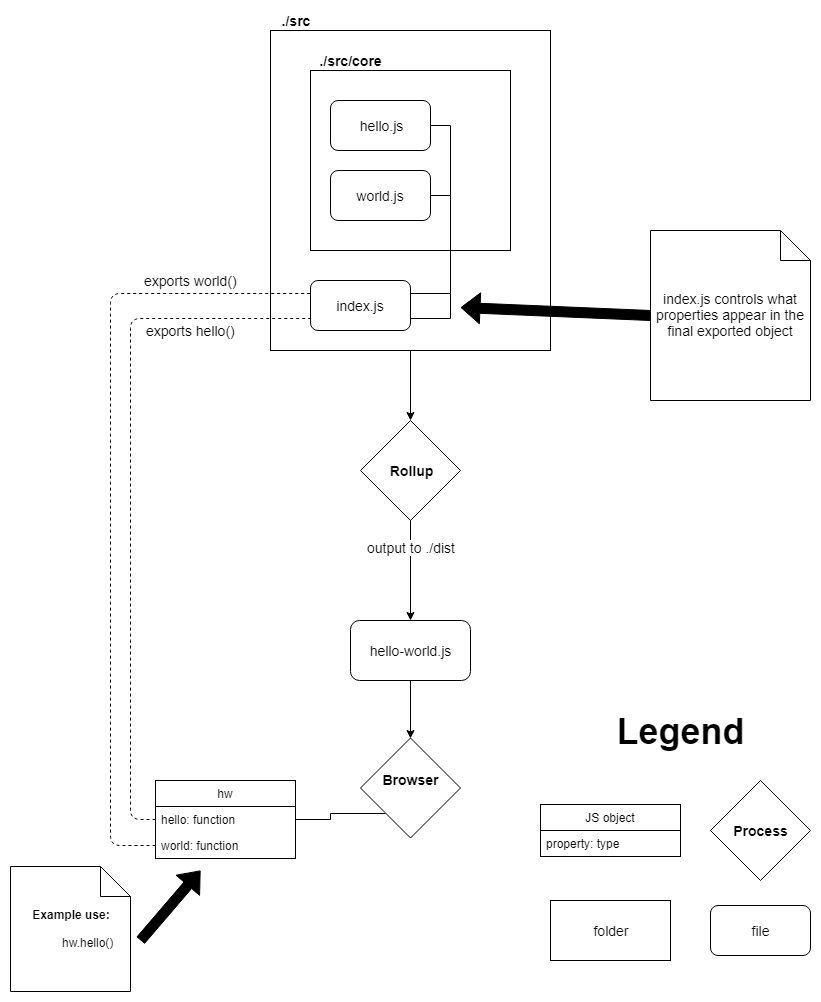 ./src
./src/core
hello.js
world.js
exports world()
index.js
exports hello()
index.js controls what
properties appear in the
final exported object
Rollup
output to ./dist
hello-world.js
Browser
hw
hello: function
world: function
Example use:
hw.hello()
Legend
JS object
property: type
Process
folder
file